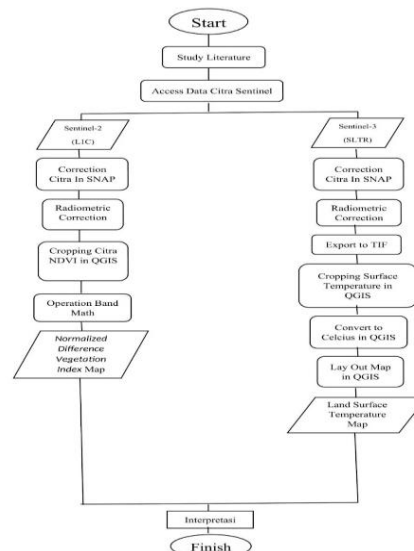 Start
Study Literature
Access Data Citra Sentinel
Sentinel-2
(L1C)
Correction
Citra In SNAP
Radiometric
Correction
Cropping Citra
NDVI in QGIS
Operation Band
Math
Normalized
Difference
Vegetation
Index Map
Sentinel-3
(SLTR)
Correction
Citra In SNAP
Radiometric
Correction
Export to TIF
Cropping Surface
Temperature in
QGIS
Convert to
Celcius in QGIS
Lay Out Map
in QGIS
Land Surface
Temperature
Map
Interpretasi
Finish